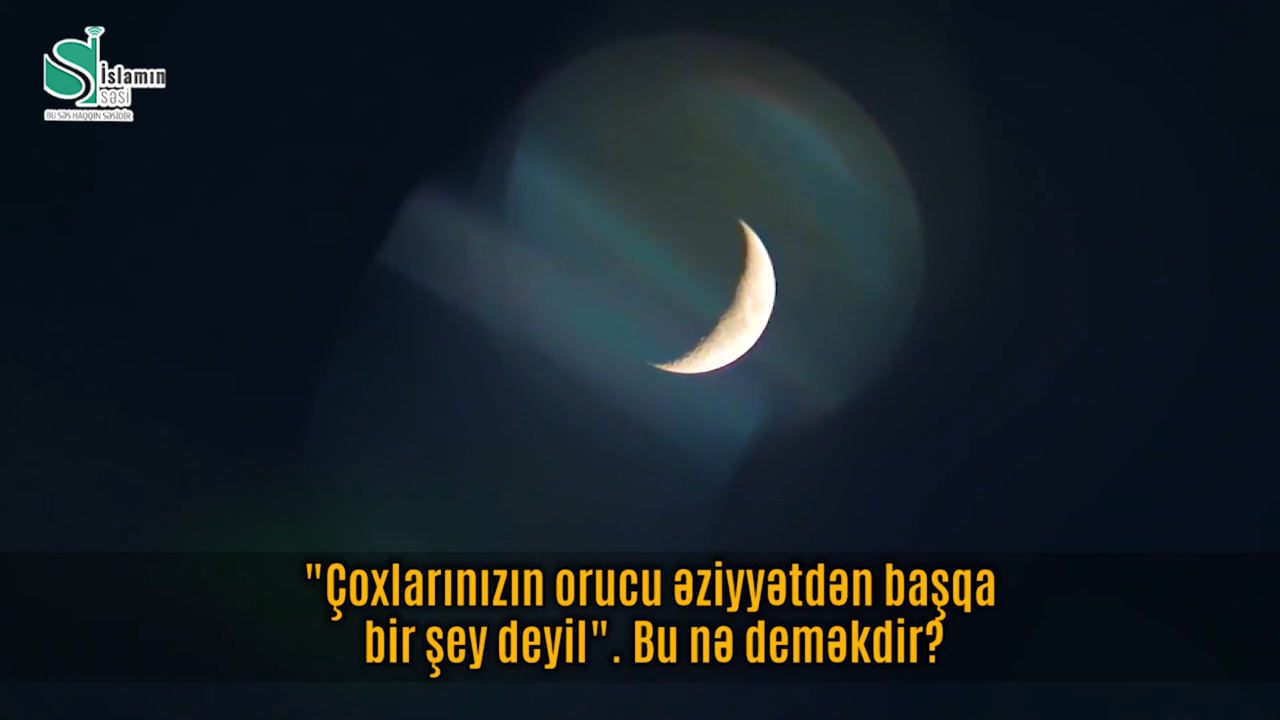 İslamın
səsi
BU SƏS HAQQIN SƏSİDİR
"Çoxlarınızın orucu əziyyətdən başqa
bir şey deyil". Bu nə deməkdir?